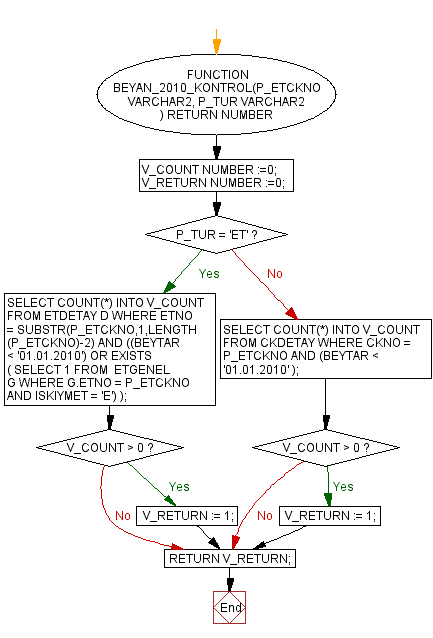 FUNCTION
BEYAN_2010_KONTROL(P_ETCKNO
VARCHAR2, P_TUR VARCHAR2
) RETURN NUMBER
V_COUNT NUMBER :=0;
V_RETURN NUMBER :=0;
P_TUR = 'ET' ?
Yes
No
SELECT COUNT(*) INTO V_COUNT
FROM ETDETAY D WHERE ETNO
= SUBSTR(P_ETCKNO,1,LENGTH
(P_ETCKNO)-2) AND ((BEYTAR
< '01.01.2010') OR EXISTS
( SELECT 1 FROM ETGENEL
G WHERE G.ETNO = P_ETCKNO
AND ISKIYMET = 'E') );
SELECT COUNT(*) INTO V_COUNT
FROM CKDETAY WHERE CKNO =
P_ETCKNO AND (BEYTAR <
'01.01.2010' );
V_COUNT > 0 ?
V_COUNT > 0 ?
Yes
Yes
No
V_RETURN := 1;
No
V_RETURN := 1;
RETURN V_RETURN;
End